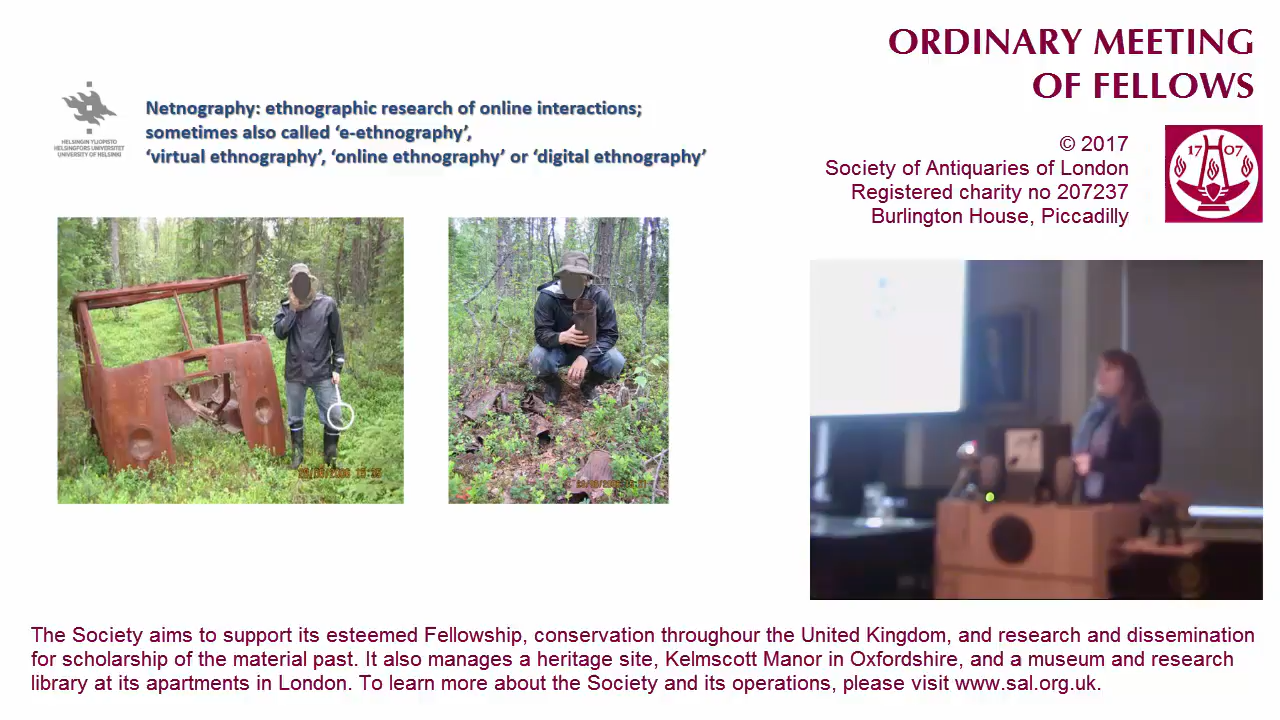 ORDINARY MEETING
OF FELLOWS
HELSINGIN YLIOPISTO
HELSINGFORS UNIVERSITET
UNIVERSITY OF HELSINKI
Netnography: ethnographic research of online interactions;
sometimes also called ‘e-ethnography’,
‘virtual ethnography’, ‘online ethnography’ or ‘digital ethnography’
© 2017
Society of Antiquaries of London
Registered charity no 207237
Burlington House, Piccadilly
17 07
The Society aims to support its esteemed Fellowship, conservation throughour the United Kingdom, and research and dissemination
for scholarship of the material past. It also manages a heritage site, Kelmscott Manor in Oxfordshire, and a museum and research
library at its apartments in London. To learn more about the Society and its operations, please visit www.sal.org.uk.